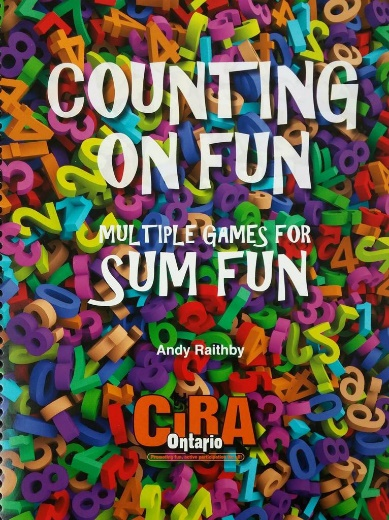 COUNTING
ON FUN
MULTIPLE GAMES FOR
SUM FUN
Andy Raithby
CIRA
Ontario